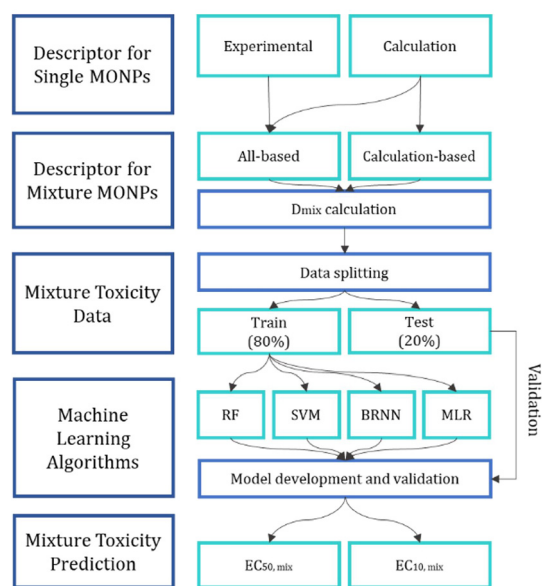 Descriptor for
Single MONPs
Experimental
Calculation
Descriptor for
Mixture MONPs
All-based
Calculation-based
Dmix calculation
Mixture Toxicity
Data
Data splitting
Train
(80%)
Test
(20%)
Validation
Machine
Learning
Algorithms
RF
SVM
BRNN
MLR
Model development and validation
Mixture Toxicity
Prediction
EC50, mix
EC10, mix